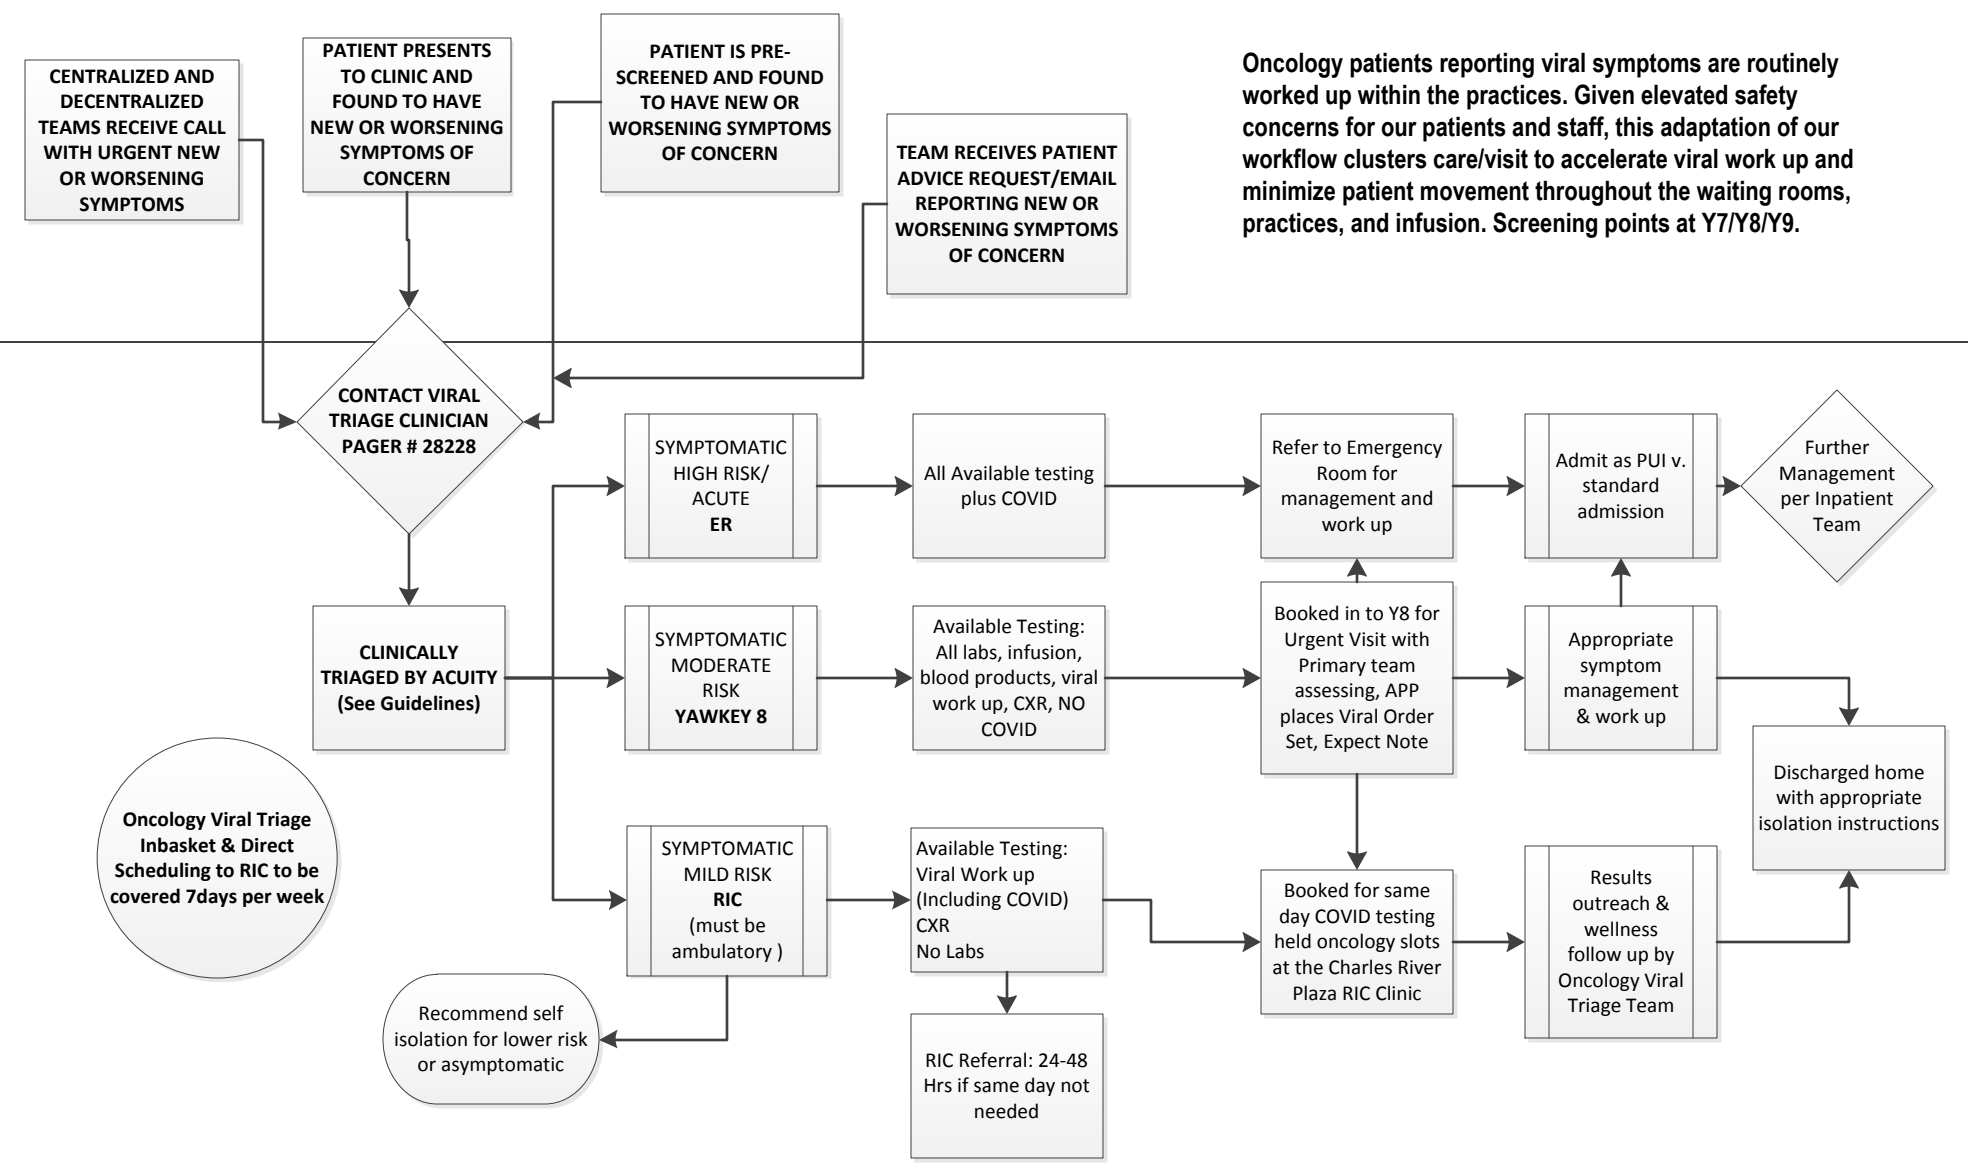 CENTRALIZED AND
DECENTRALIZED
TEAMS RECEIVE CALL
WITH URGENT NEW
OR WORSENING
SYMPTOMS
PATIENT PRESENTS
TO CLINIC AND
FOUND TO HAVE
NEW OR WORSENING
SYMPTOMS OF
CONCERN
PATIENT IS PRE-
SCREENED AND FOUND
TO HAVE NEW OR
WORSENING SYMPTOMS
OF CONCERN
TEAM RECEIVES PATIENT
ADVICE REQUEST/EMAIL
REPORTING NEW OR
WORSENING SYMPTOMS
OF CONCERN
Oncology patients reporting viral symptoms are routinely
worked up within the practices. Given elevated safety
concerns for our patients and staff, this adaptation of our
workflow clusters care/visit to accelerate viral work up and
minimize patient movement throughout the waiting rooms,
practices, and infusion. Screening points at Y7/Y8/Y9.
CONTACT VIRAL
TRIAGE CLINICIAN
PAGER # 28228
SYMPTOMATIC
HIGH RISK/
ACUTE
ER
All Available testing
plus COVID
Refer to Emergency
Room for
management and
work up
Admit as PUI v.
standard
admission
Further
Management
per Inpatient
Team
CLINICALLY
TRIAGED BY ACUITY
(See Guidelines)
SYMPTOMATIC
MODERATE
RISK
YAWKEY 8
Available Testing:
All labs, infusion,
blood products, viral
work up, CXR, NO
COVID
Booked in to Y8 for
Urgent Visit with
Primary team
assessing, APP
places Viral Order
Set, Expect Note
Appropriate
symptom
management
& work up
Discharged home
with appropriate
isolation instructions
Oncology Viral Triage
Inbasket & Direct
Scheduling to RIC to be
covered 7days per week
SYMPTOMATIC
MILD RISK
RIC
(must be
ambulatory )
Available Testing:
Viral Work up
(Including COVID)
CXR
No Labs
Booked for same
day COVID testing
held oncology slots
at the Charles River
Plaza RIC Clinic
Results
outreach &
wellness
follow up by
Oncology Viral
Triage Team
Recommend self
isolation for lower risk
or asymptomatic
RIC Referral: 24-48
Hrs if same day not
needed